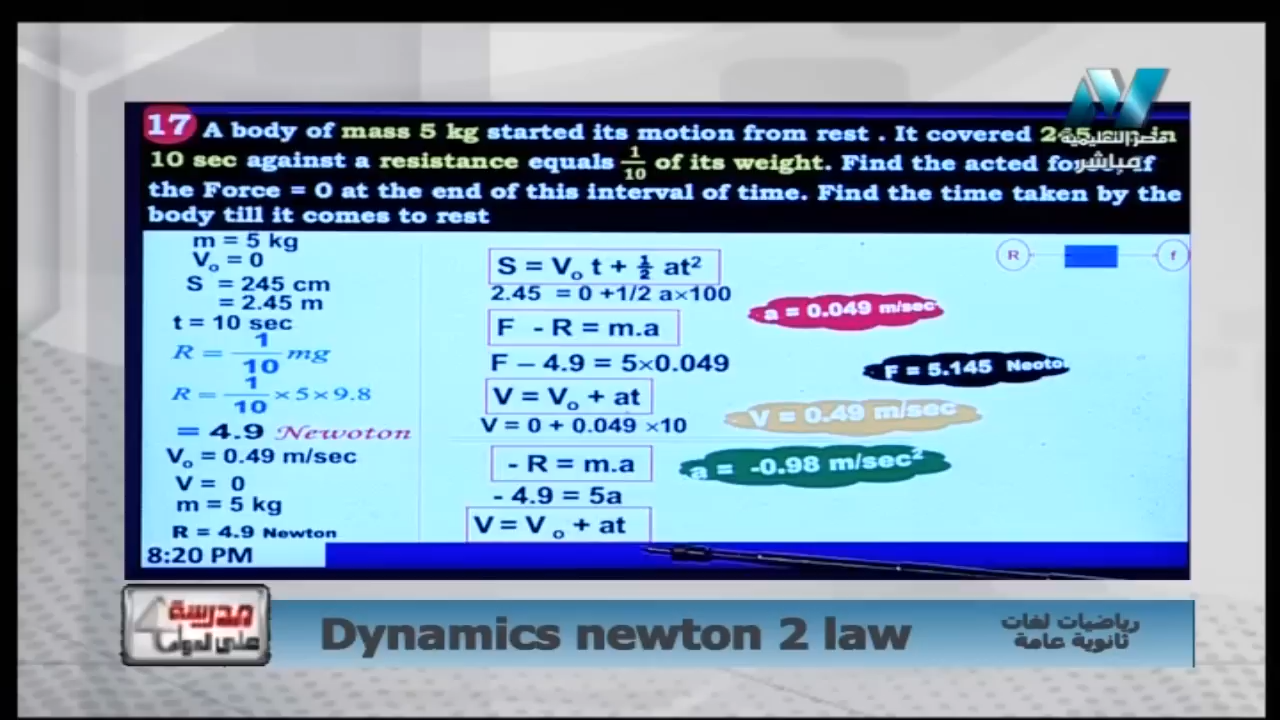 17 A body of mass 5 kg started its motion from rest . It covered
10 sec against a resistance equals 1/10 of its weight. Find the acted
the Force = 0 at the end of this interval of time. Find the time taken by the
body till it comes to rest
مصر التعليمية
مباشر
m = 5 kg
Vo = 0
S = 245 cm
= 2.45 m
t = 10 sec
R = 1/10 mg
R = 1/10 × 5 × 9.8
= 4.9 Newoton
Vo = 0.49 m/sec
V = 0
m = 5 kg
R = 4.9 Newton
8:20 PM
S = Vo t + ½ at²
2.45 = 0 +1/2 a×100
F - R = m.a
F – 4.9 = 5×0.049
V = Vo + at
V = 0 + 0.049 ×10
- R = m.a
- 4.9 = 5a
V = Vo + at
R
f
a = 0.049 m/sec
F = 5.145
V = 0.49 m/sec
a = -0.98 m/sec²
مدرسة
على الهواء
Dynamics newton 2 law
رياضيات لغات
ثانوية عامة